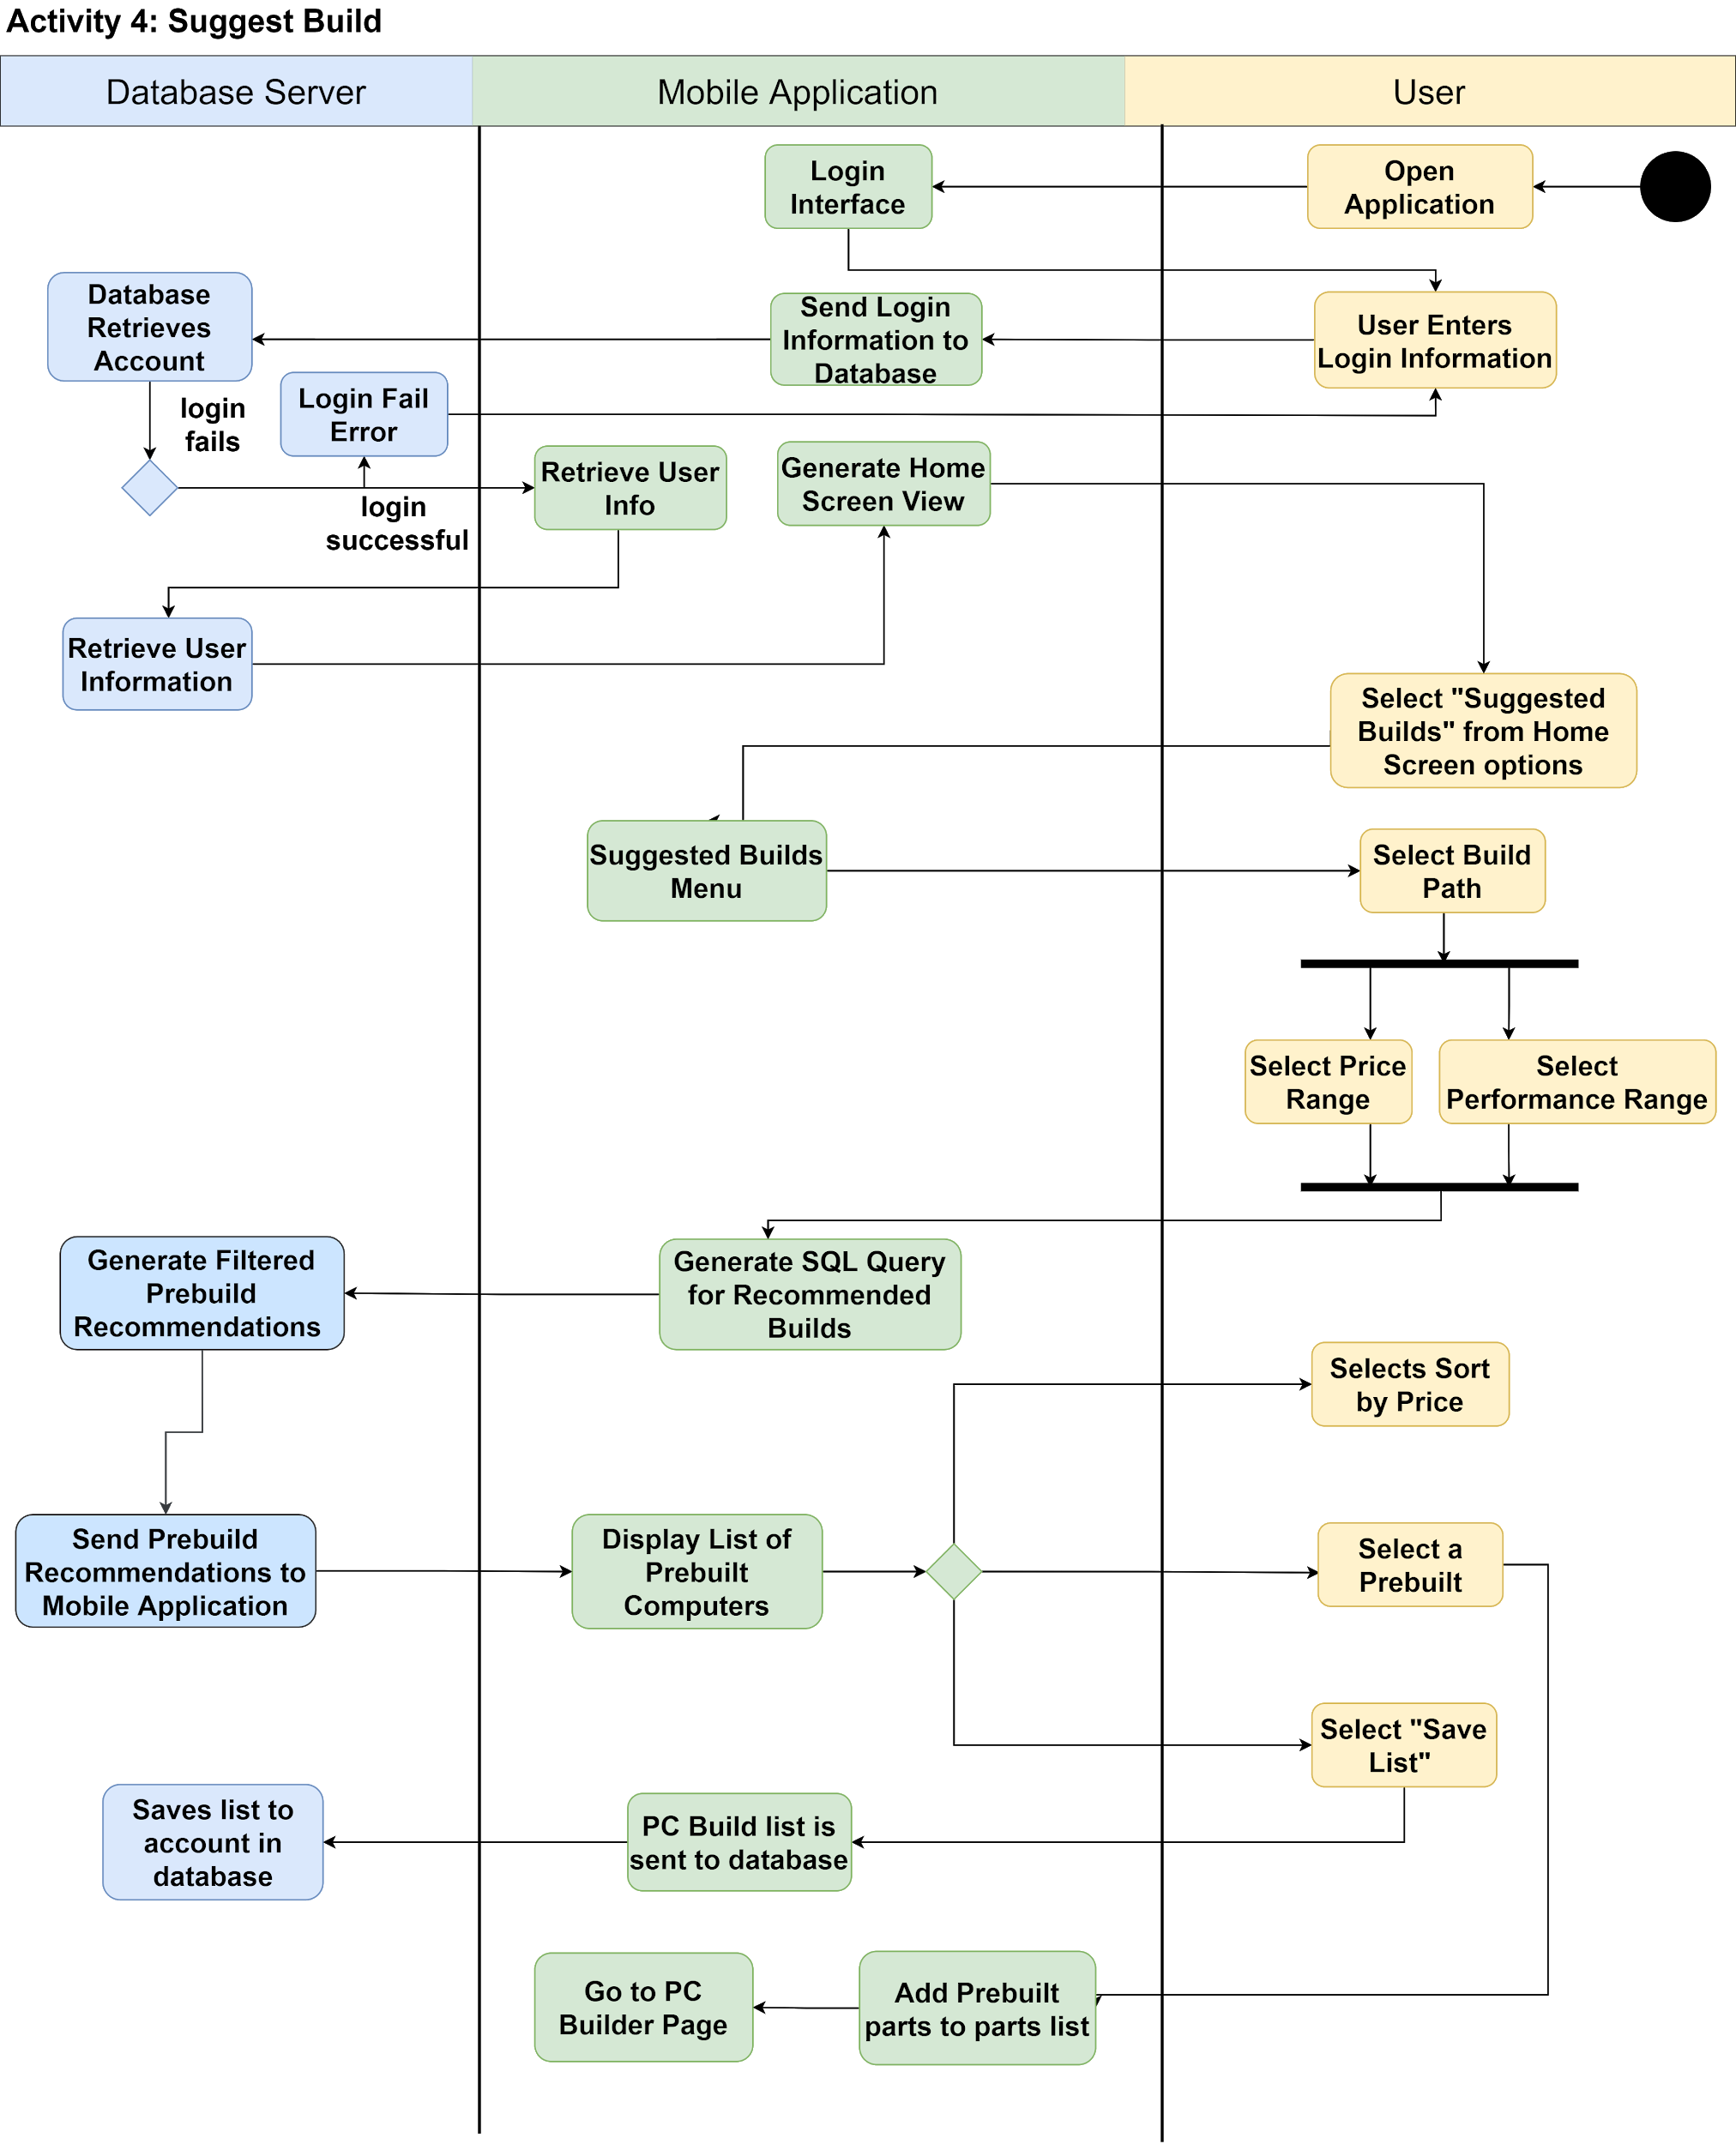 Activity 4: Suggest Build
Database Server
Mobile Application
User
Login
Interface
Open
Application
Database
Retrieves
Account
Send Login
Information to
Database
User Enters
Login Information
login
fails
Login Fail
Error
Retrieve User
Info
Generate Home
Screen View
login
successful
Retrieve User
Information
Select "Suggested
Builds" from Home
Screen options
Suggested Builds
Menu
Select Build
Path
Select Price
Range
Select
Performance Range
Generate Filtered
Prebuild
Recommendations
Generate SQL Query
for Recommended
Builds
Selects Sort
by Price
Send Prebuild
Recommendations to
Mobile Application
Display List of
Prebuilt
Computers
Select a
Prebuilt
Select "Save
List"
Saves list to
account in
database
PC Build list is
sent to database
Go to PC
Builder Page
Add Prebuilt
parts to parts list